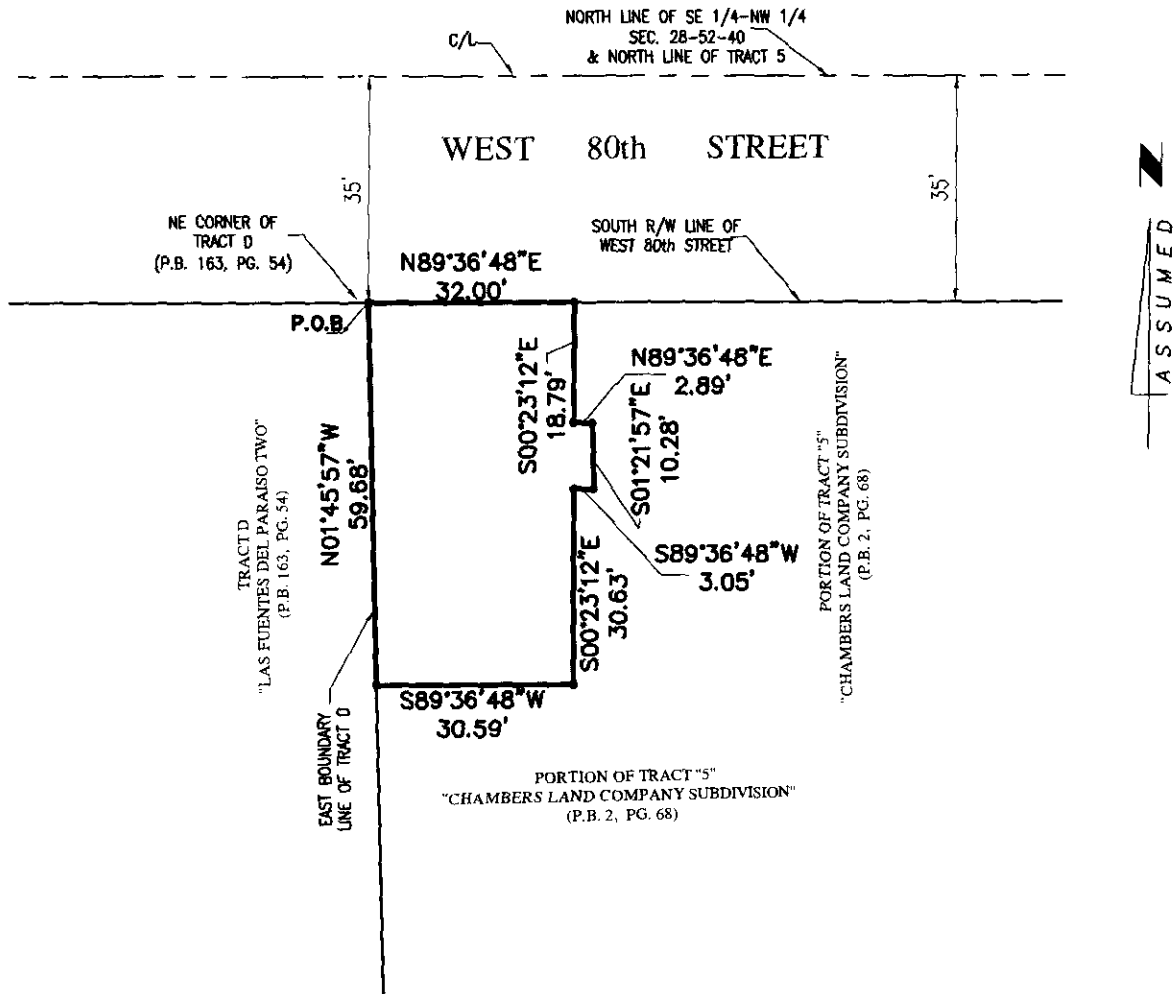 NORTH LINE OF SE 1/4-NW 1/4
SEC. 28-52-40
& NORTH LINE OF TRACT 5
C/L
WEST 80th STREET
35'
35'
NE CORNER OF
TRACT D
(P.B. 163, PG. 54)
SOUTH R/W LINE OF
WEST 80th STREET
N89°36'48"E
32.00'
P.O.B.
S00°23'12"E
18.79'
N89°36'48"E
2.89'
S01°21'57"E
10.28'
S89°36'48"W
3.05'
S00°23'12"E
30.63'
S89°36'48"W
30.59'
N01°45'57"W
59.68'
TRACT D
"LAS FUENTES DEL PARAISO TWO"
(P.B. 163, PG. 54)
EAST BOUNDARY
LINE OF TRACT D
PORTION OF TRACT "5"
"CHAMBERS LAND COMPANY SUBDIVISION"
(P.B. 2, PG. 68)
PORTION OF TRACT "5"
"CHAMBERS LAND COMPANY SUBDIVISION"
(P.B. 2, PG. 68)
N
ASSUMED